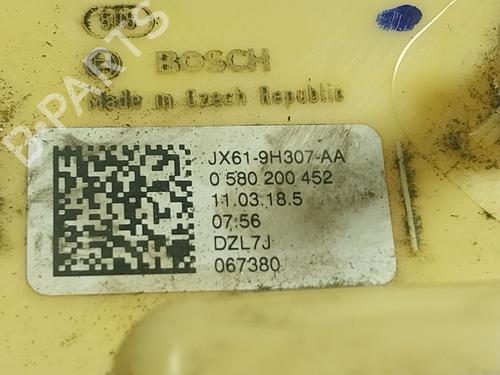 BOSCH
Made in Czech Republic
JX61-9H307-AA
0 580 200 452
11.03.18.5
07:56
DZL7J
067380
B-PARTS